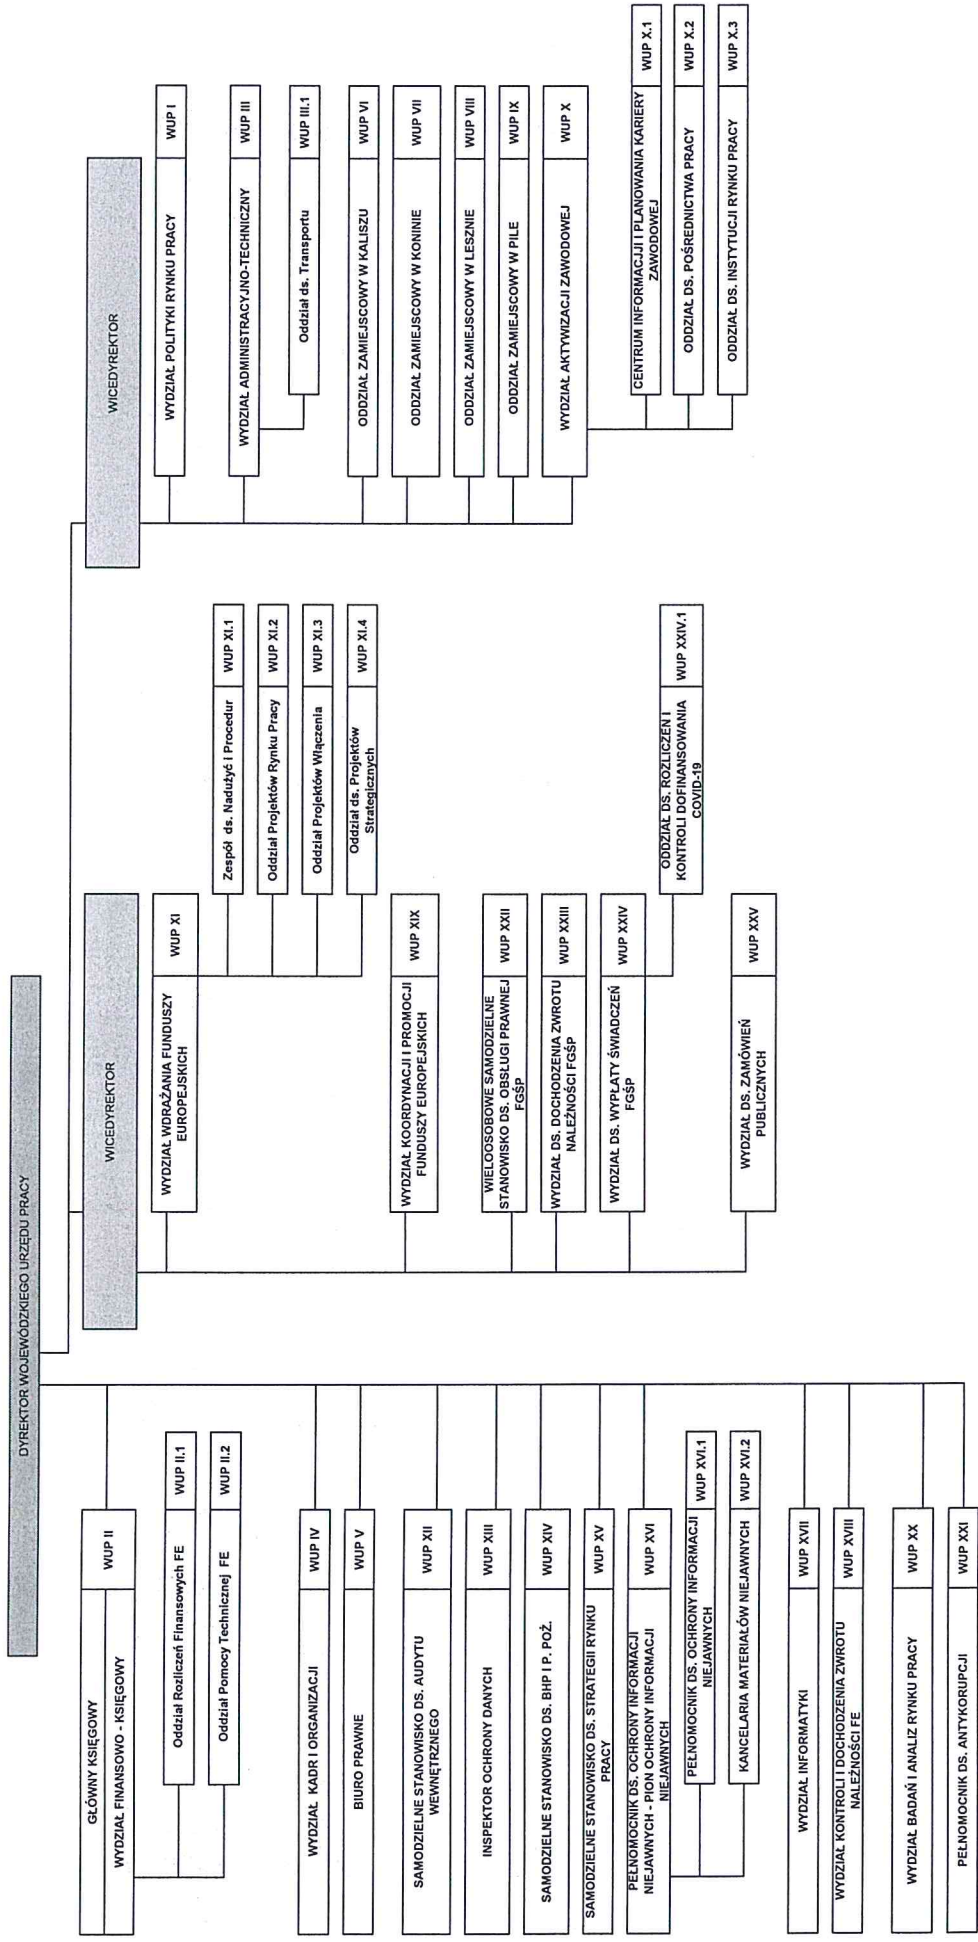 DYREKTOR WOJEWÓDZKIEGO URZĘDU PRACY
GŁÓWNY KSIĘGOWY
WYDZIAŁ FINANSOWO - KSIĘGOWY
WUP II
Oddział Rozliczeń Finansowych FE
WUP II.1
Oddział Pomocy Technicznej FE
WUP II.2
WYDZIAŁ KADR I ORGANIZACJI
WUP IV
BIURO PRAWNE
WUP V
SAMODZIELNE STANOWISKO DS. AUDYTU
WEWNĘTRZNEGO
WUP XII
INSPEKTOR OCHRONY DANYCH
WUP XIII
SAMODZIELNE STANOWISKO DS. BHP I P. POŻ.
WUP XIV
SAMODZIELNE STANOWISKO DS. STRATEGII RYNKU
PRACY
WUP XV
PEŁNOMOCNIK DS. OCHRONY INFORMACJI
NIEJAWNYCH - PION OCHRONY INFORMACJI
NIEJAWNYCH
WUP XVI
PEŁNOMOCNIK DS. OCHRONY INFORMACJI
NIEJAWNYCH
WUP XVI.1
KANCELARIA MATERIAŁÓW NIEJAWNYCH
WUP XVI.2
WYDZIAŁ INFORMATYKI
WUP XVII
WYDZIAŁ KONTROLI I DOCHODZENIA ZWROTU
NALEŻNOŚCI FE
WUP XVIII
WYDZIAŁ BADAŃ I ANALIZ RYNKU PRACY
WUP XX
PEŁNOMOCNIK DS. ANTYKORUPCJI
WUP XXI
WICEDYREKTOR
WYDZIAŁ WDRAŻANIA FUNDUSZY
EUROPEJSKICH
WUP XI
Zespół ds. Nadużyć i Procedur
WUP XI.1
Oddział Projektów Rynku Pracy
WUP XI.2
Oddział Projektów Włączenia
WUP XI.3
Oddział ds. Projektów
Strategicznych
WUP XI.4
WYDZIAŁ KOORDYNACJI I PROMOCJI
FUNDUSZY EUROPEJSKICH
WUP XIX
WIELOOSOBOWE SAMODZIELNE
STANOWISKO DS. OBSŁUGI PRAWNEJ
FGŚP
WUP XXII
WYDZIAŁ DS. DOCHODZENIA ZWROTU
NALEŻNOŚCI FGŚP
WUP XXIII
WYDZIAŁ DS. WYPŁATY ŚWIADCZEŃ
FGŚP
WUP XXIV
ODDZIAŁ DS. ROZLICZEŃ I
KONTROLI DOFINANSOWANIA
COVID-19
WUP XXIV.1
WYDZIAŁ DS. ZAMÓWIEŃ
PUBLICZNYCH
WUP XXV
WICEDYREKTOR
WYDZIAŁ POLITYKI RYNKU PRACY
WUP I
WYDZIAŁ ADMINISTRACYJNO-TECHNICZNY
WUP III
Oddział ds. Transportu
WUP III.1
ODDZIAŁ ZAMIEJSCOWY W KALISZU
WUP VI
ODDZIAŁ ZAMIEJSCOWY W KONINIE
WUP VII
ODDZIAŁ ZAMIEJSCOWY W LESZNIE
WUP VIII
ODDZIAŁ ZAMIEJSCOWY W PILE
WUP IX
WYDZIAŁ AKTYWIZACJI ZAWODOWEJ
WUP X
CENTRUM INFORMACJI I PLANOWANIA KARIERY
ZAWODOWEJ
WUP X.1
ODDZIAŁ DS. POŚREDNICTWA PRACY
WUP X.2
ODDZIAŁ DS. INSTYTUCJI RYNKU PRACY
WUP X.3